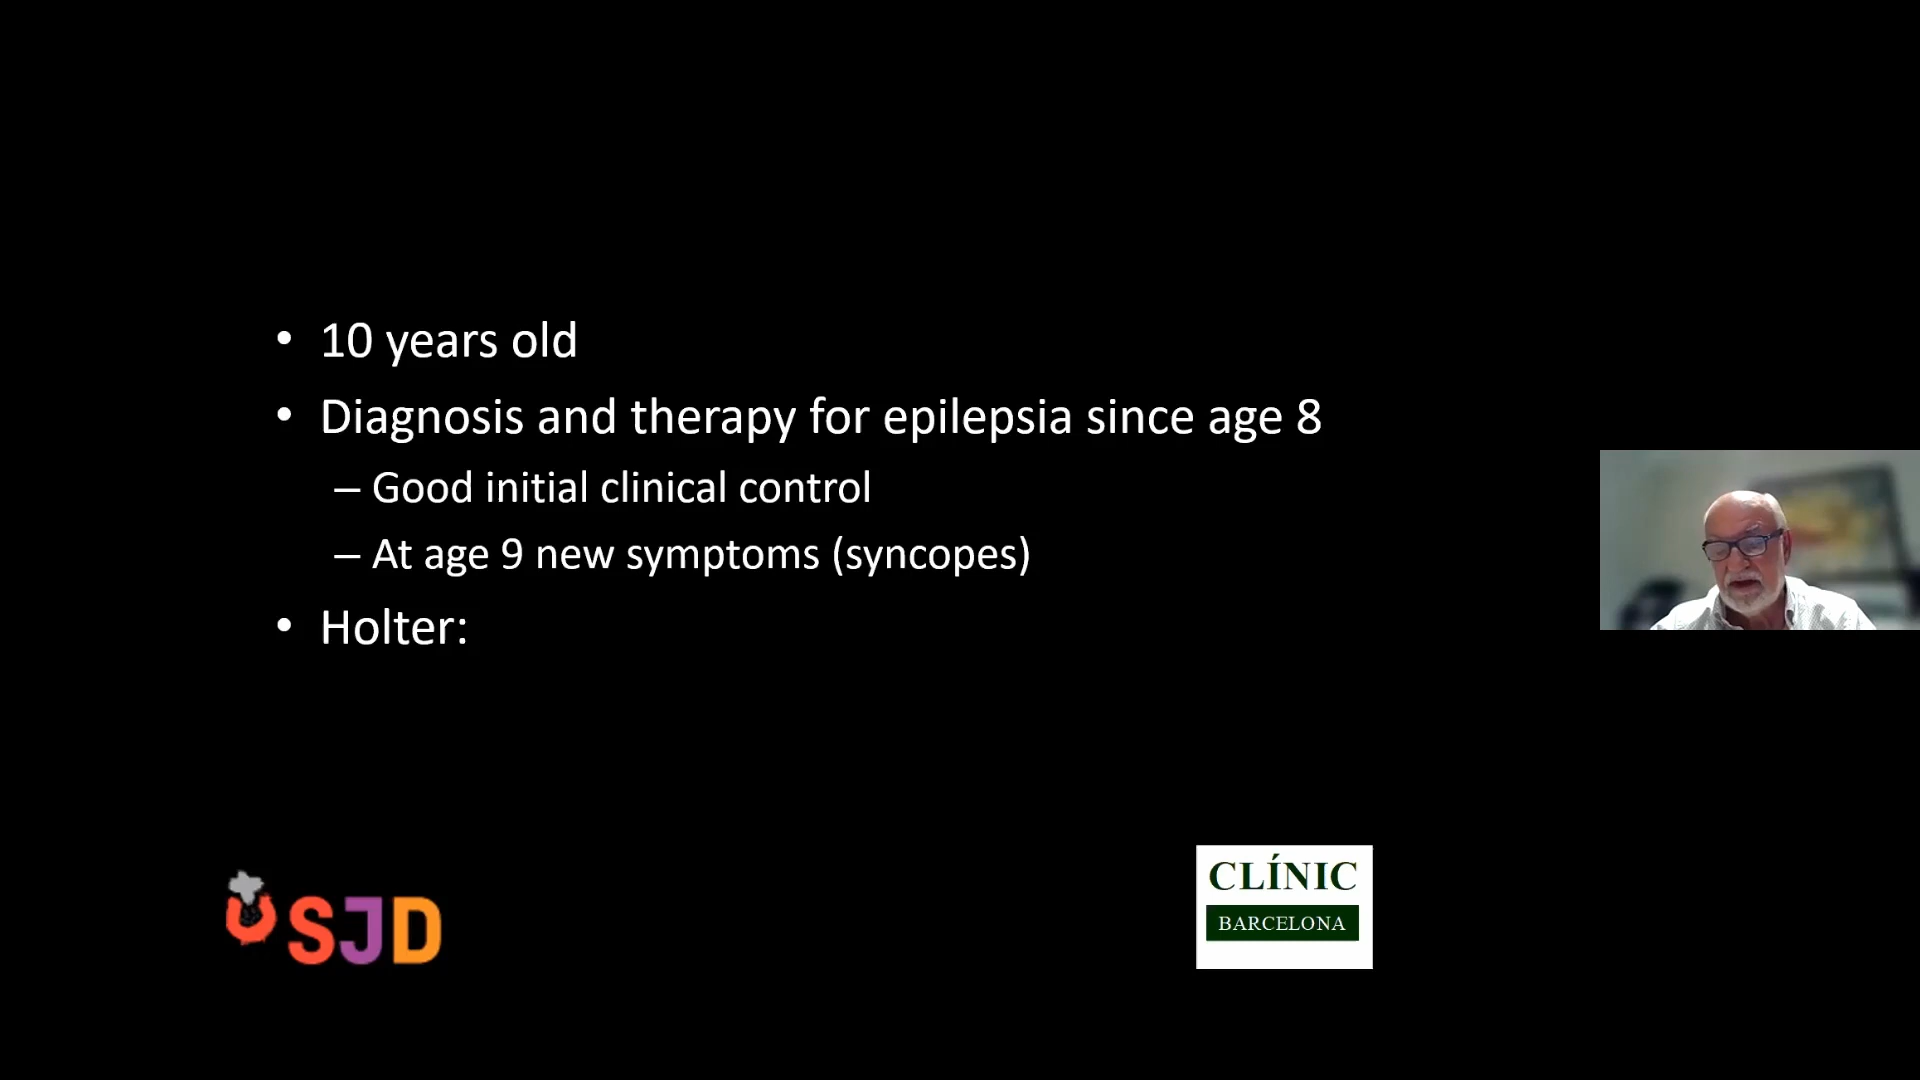 • 10 years old
• Diagnosis and therapy for epilepsia since age 8
– Good initial clinical control
– At age 9 new symptoms (syncopes)
• Holter:
SJD
CLÍNIC
BARCELONA